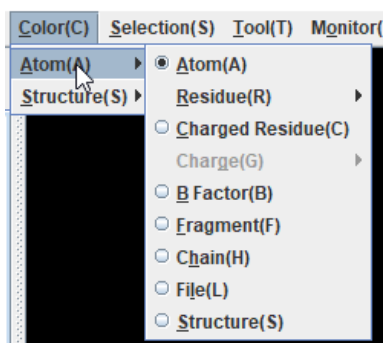 Color(C) Selection(S) Tool(T) Monitor(
Atom(A)
Structure(S)
Atom(A)
Residue(R)
Charged Residue(C)
Charge(G)
B Factor(B)
Fragment(F)
Chain(H)
File(L)
Structure(S)